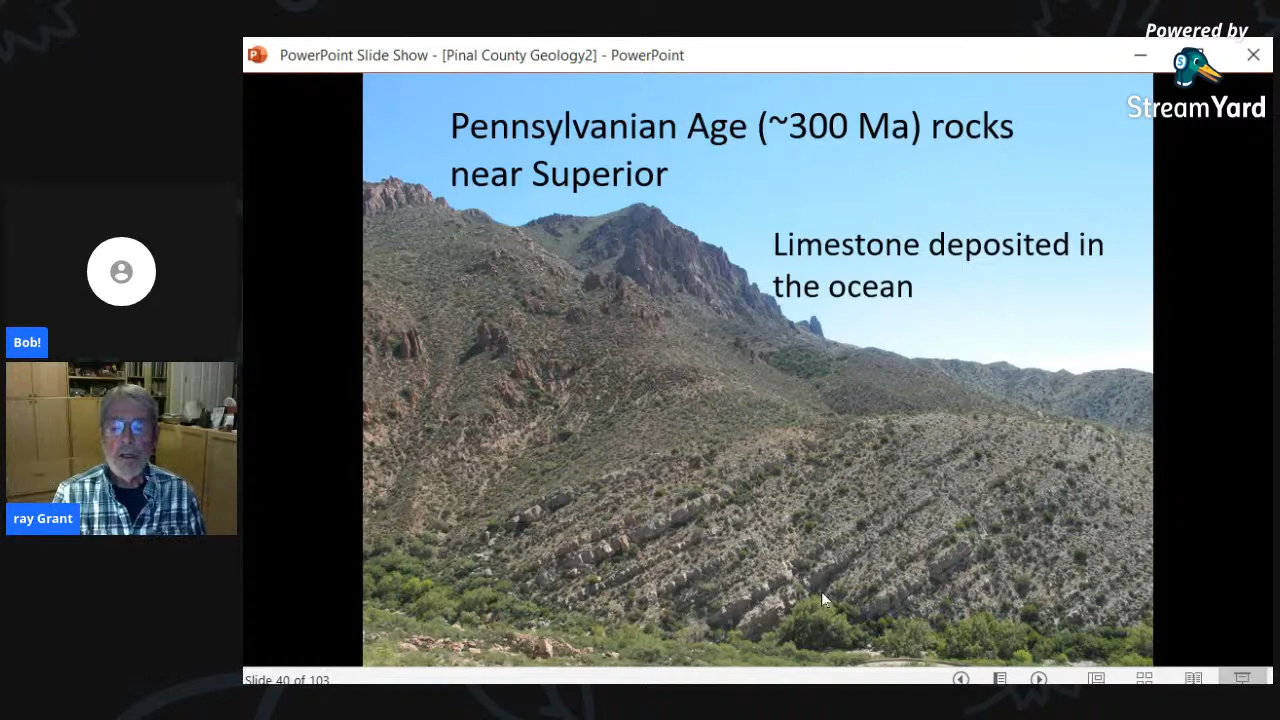 Powered by
StreamYard
PowerPoint Slide Show - [Pinal County Geology2] - PowerPoint
Pennsylvanian Age (~300 Ma) rocks
near Superior
Limestone deposited in
the ocean
Bob!
ray Grant
Slide 40 of 103